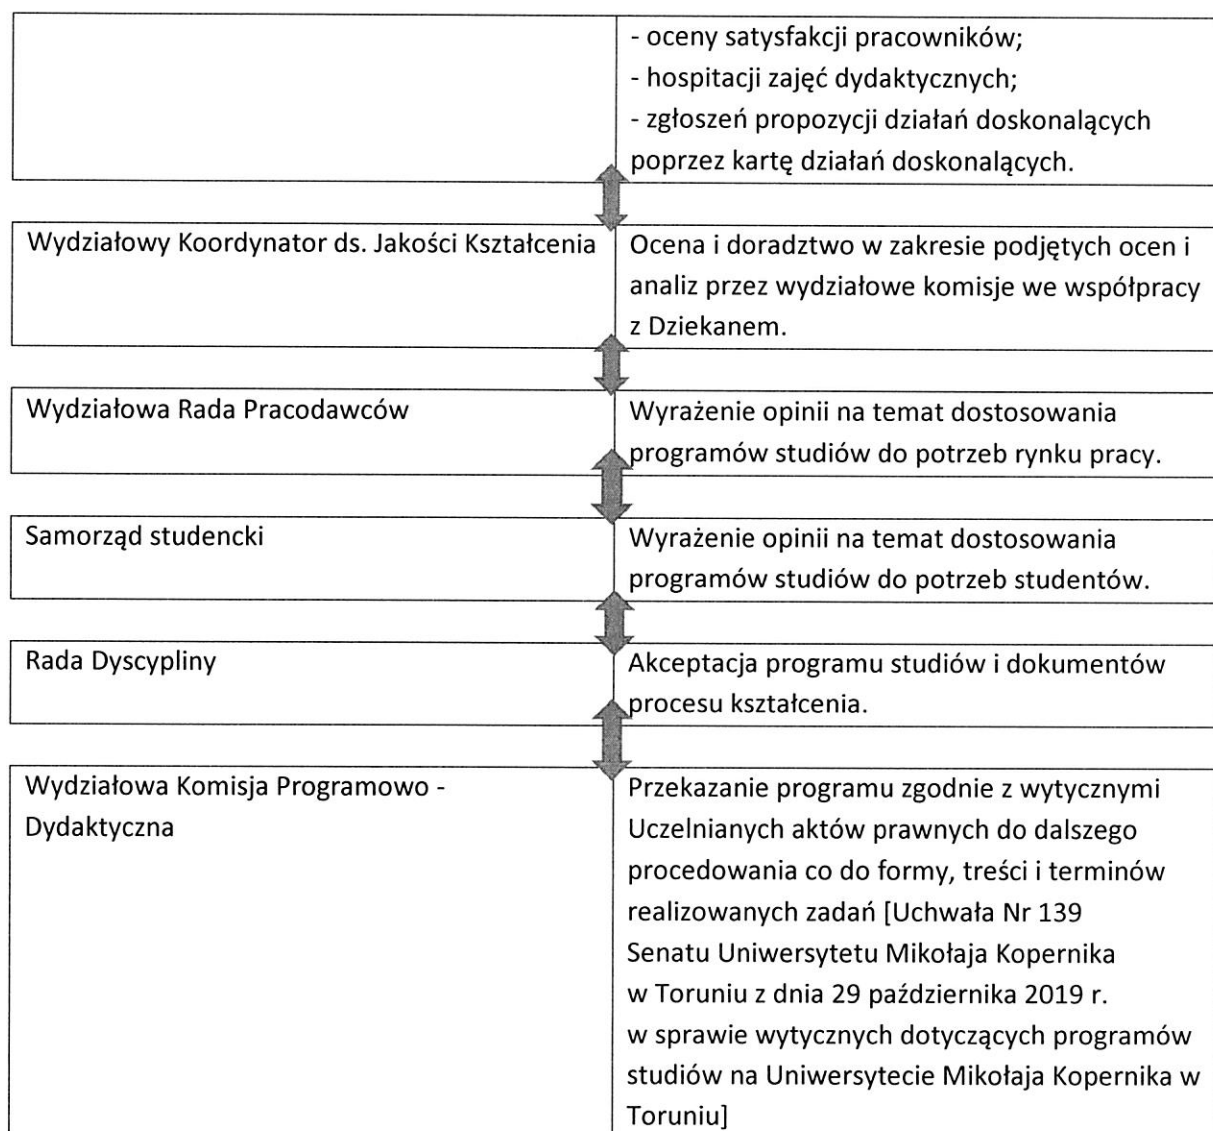 - oceny satysfakcji pracowników;
- hospitacji zajęć dydaktycznych;
- zgłoszeń propozycji działań doskonalących
poprzez kartę działań doskonalących.
Wydziałowy Koordynator ds. Jakości Kształcenia
Ocena i doradztwo w zakresie podjętych ocen i
analiz przez wydziałowe komisje we współpracy
z Dziekanem.
Wydziałowa Rada Pracodawców
Wyrażenie opinii na temat dostosowania
programów studiów do potrzeb rynku pracy.
Samorząd studencki
Wyrażenie opinii na temat dostosowania
programów studiów do potrzeb studentów.
Rada Dyscypliny
Akceptacja programu studiów i dokumentów
procesu kształcenia.
Wydziałowa Komisja Programowo -
Dydaktyczna
Przekazanie programu zgodnie z wytycznymi
Uczelnianych aktów prawnych do dalszego
procedowania co do formy, treści i terminów
realizowanych zadań [Uchwała Nr 139
Senatu Uniwersytetu Mikołaja Kopernika
w Toruniu z dnia 29 października 2019 r.
w sprawie wytycznych dotyczących programów
studiów na Uniwersytecie Mikołaja Kopernika w
Toruniu]